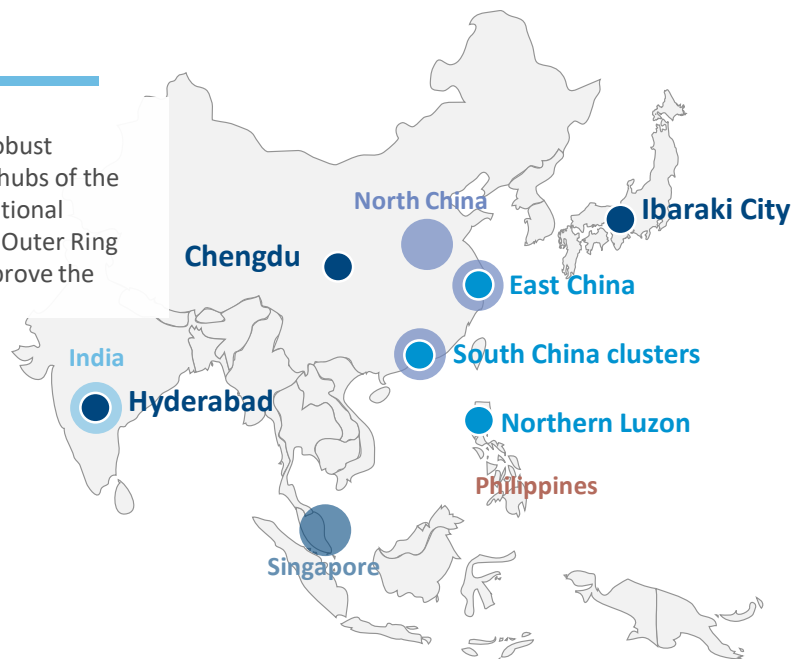 obust
hubs of the
tional
Outer Ring
prove the
North China
Ibaraki City
Chengdu
East China
India
South China clusters
Hyderabad
Northern Luzon
Philippines
Singapore